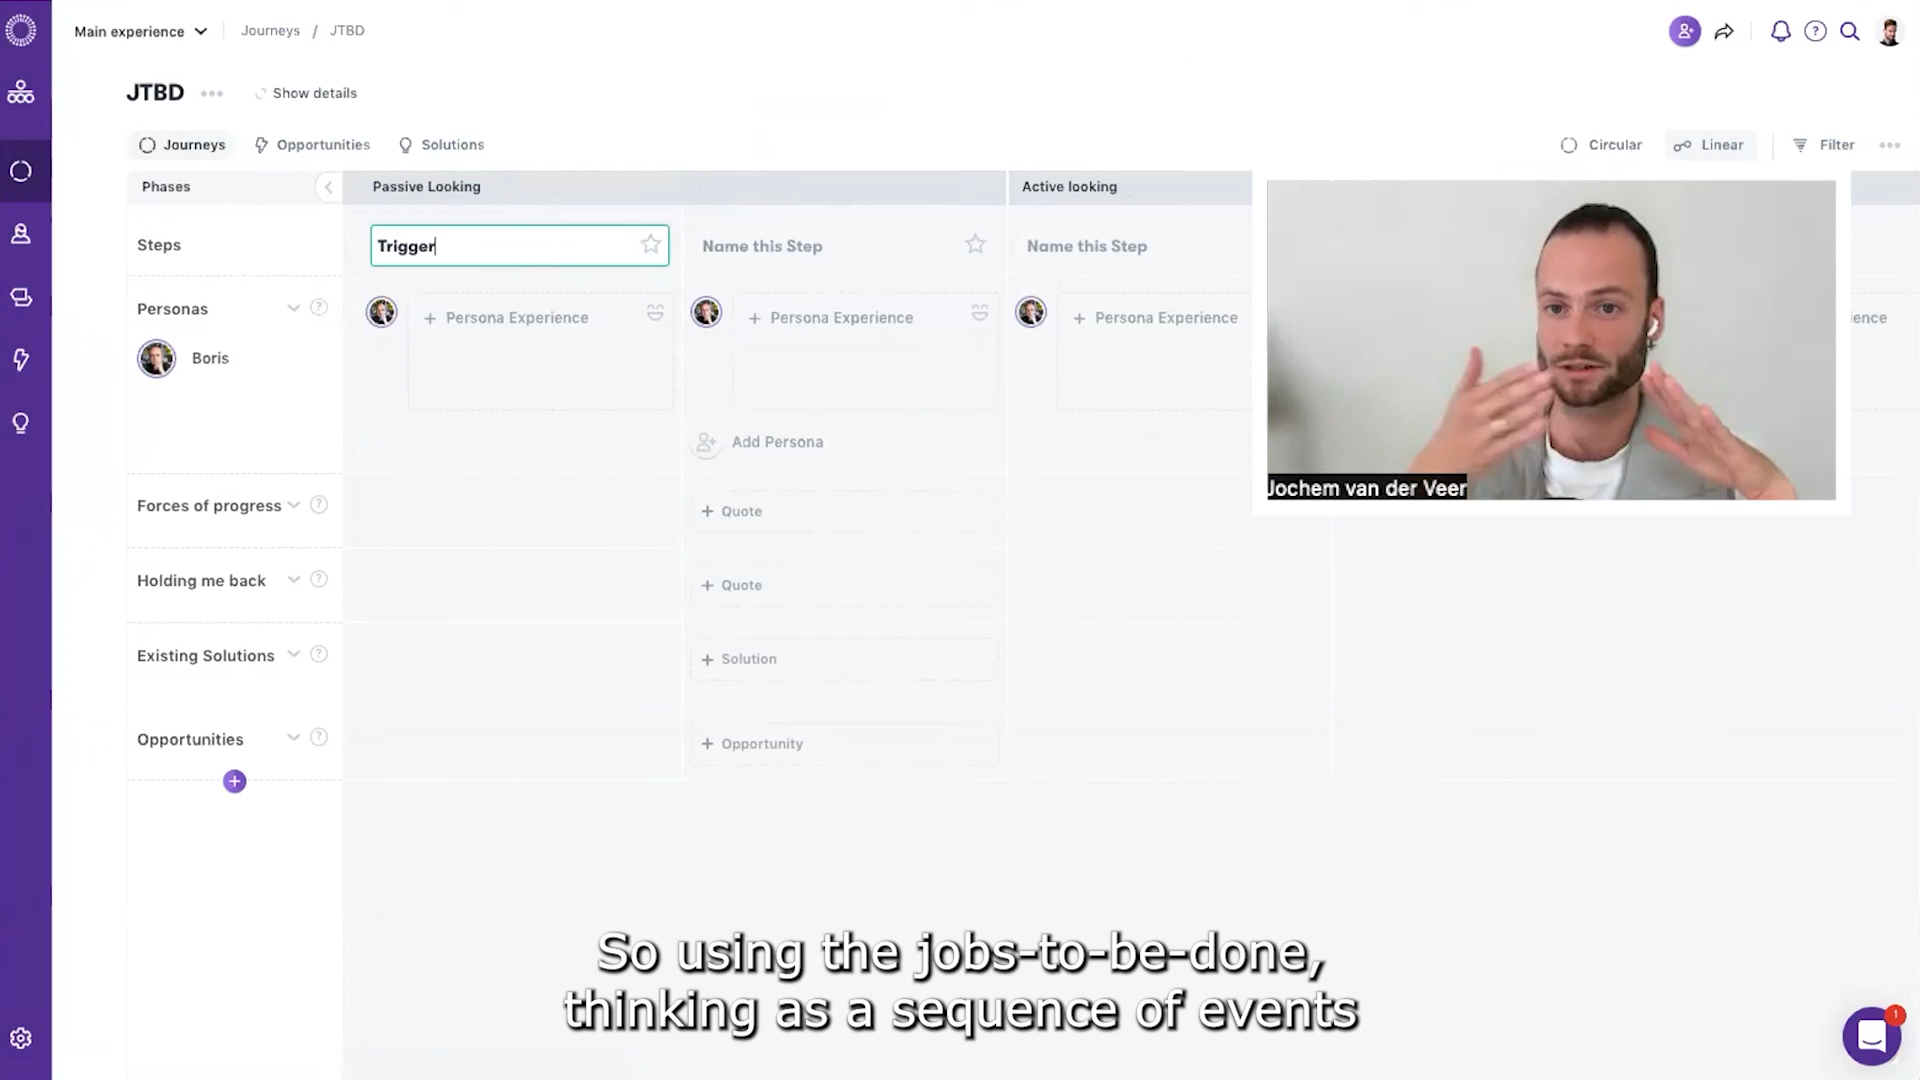 Main experience
Journeys / JTBD
JTBD
Show details
Journeys
Opportunities
Solutions
Circular
Linear
Filter
Phases
Passive Looking
Active looking
Steps
Trigger
Name this Step
Name this Step
Personas
?
+ Persona Experience
+ Persona Experience
+ Persona Experience
ience
Boris
Add Persona
Jochem van der Veer
Forces of progress
?
+ Quote
Holding me back
?
+ Quote
Existing Solutions
?
+ Solution
Opportunities
?
+ Opportunity
So using the jobs-to-be-done,
thinking as a sequence of events
1